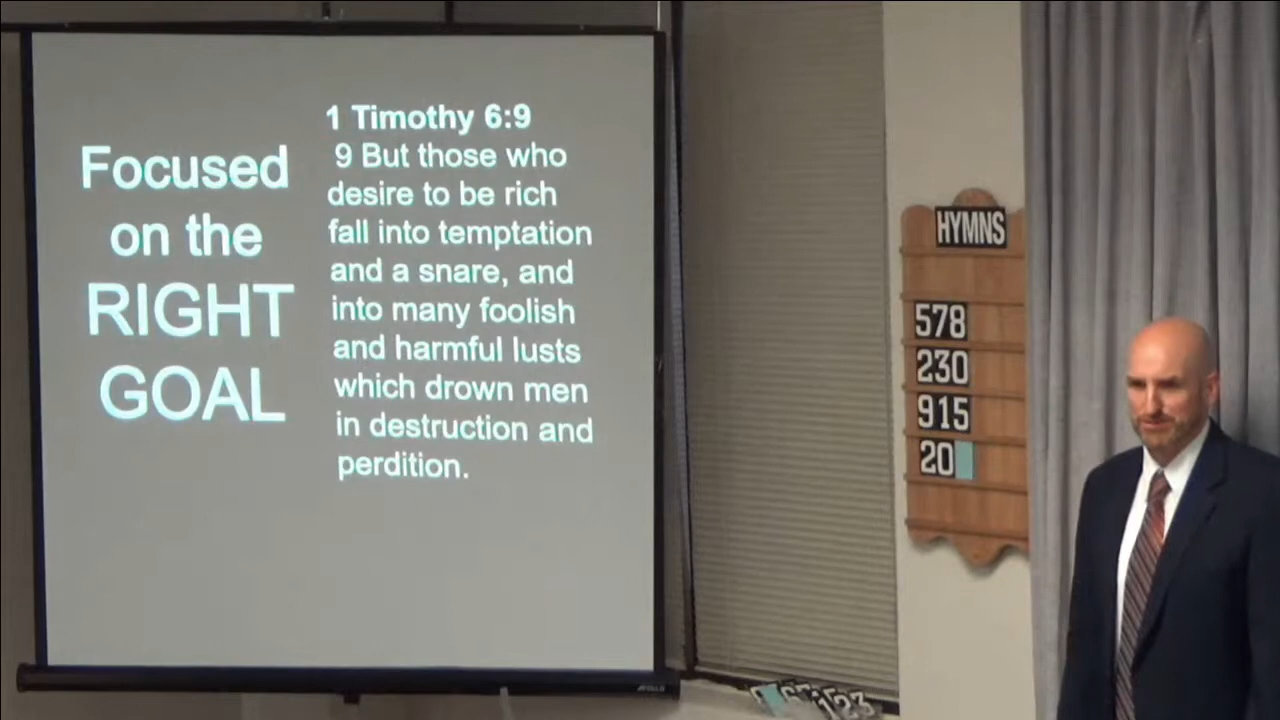 Focused
on the
RIGHT
GOAL
1 Timothy 6:9
9 But those who
desire to be rich
fall into temptation
and a snare, and
into many foolish
and harmful lusts
which drown men
in destruction and
perdition.
HYMNS
578
230
915
20
123